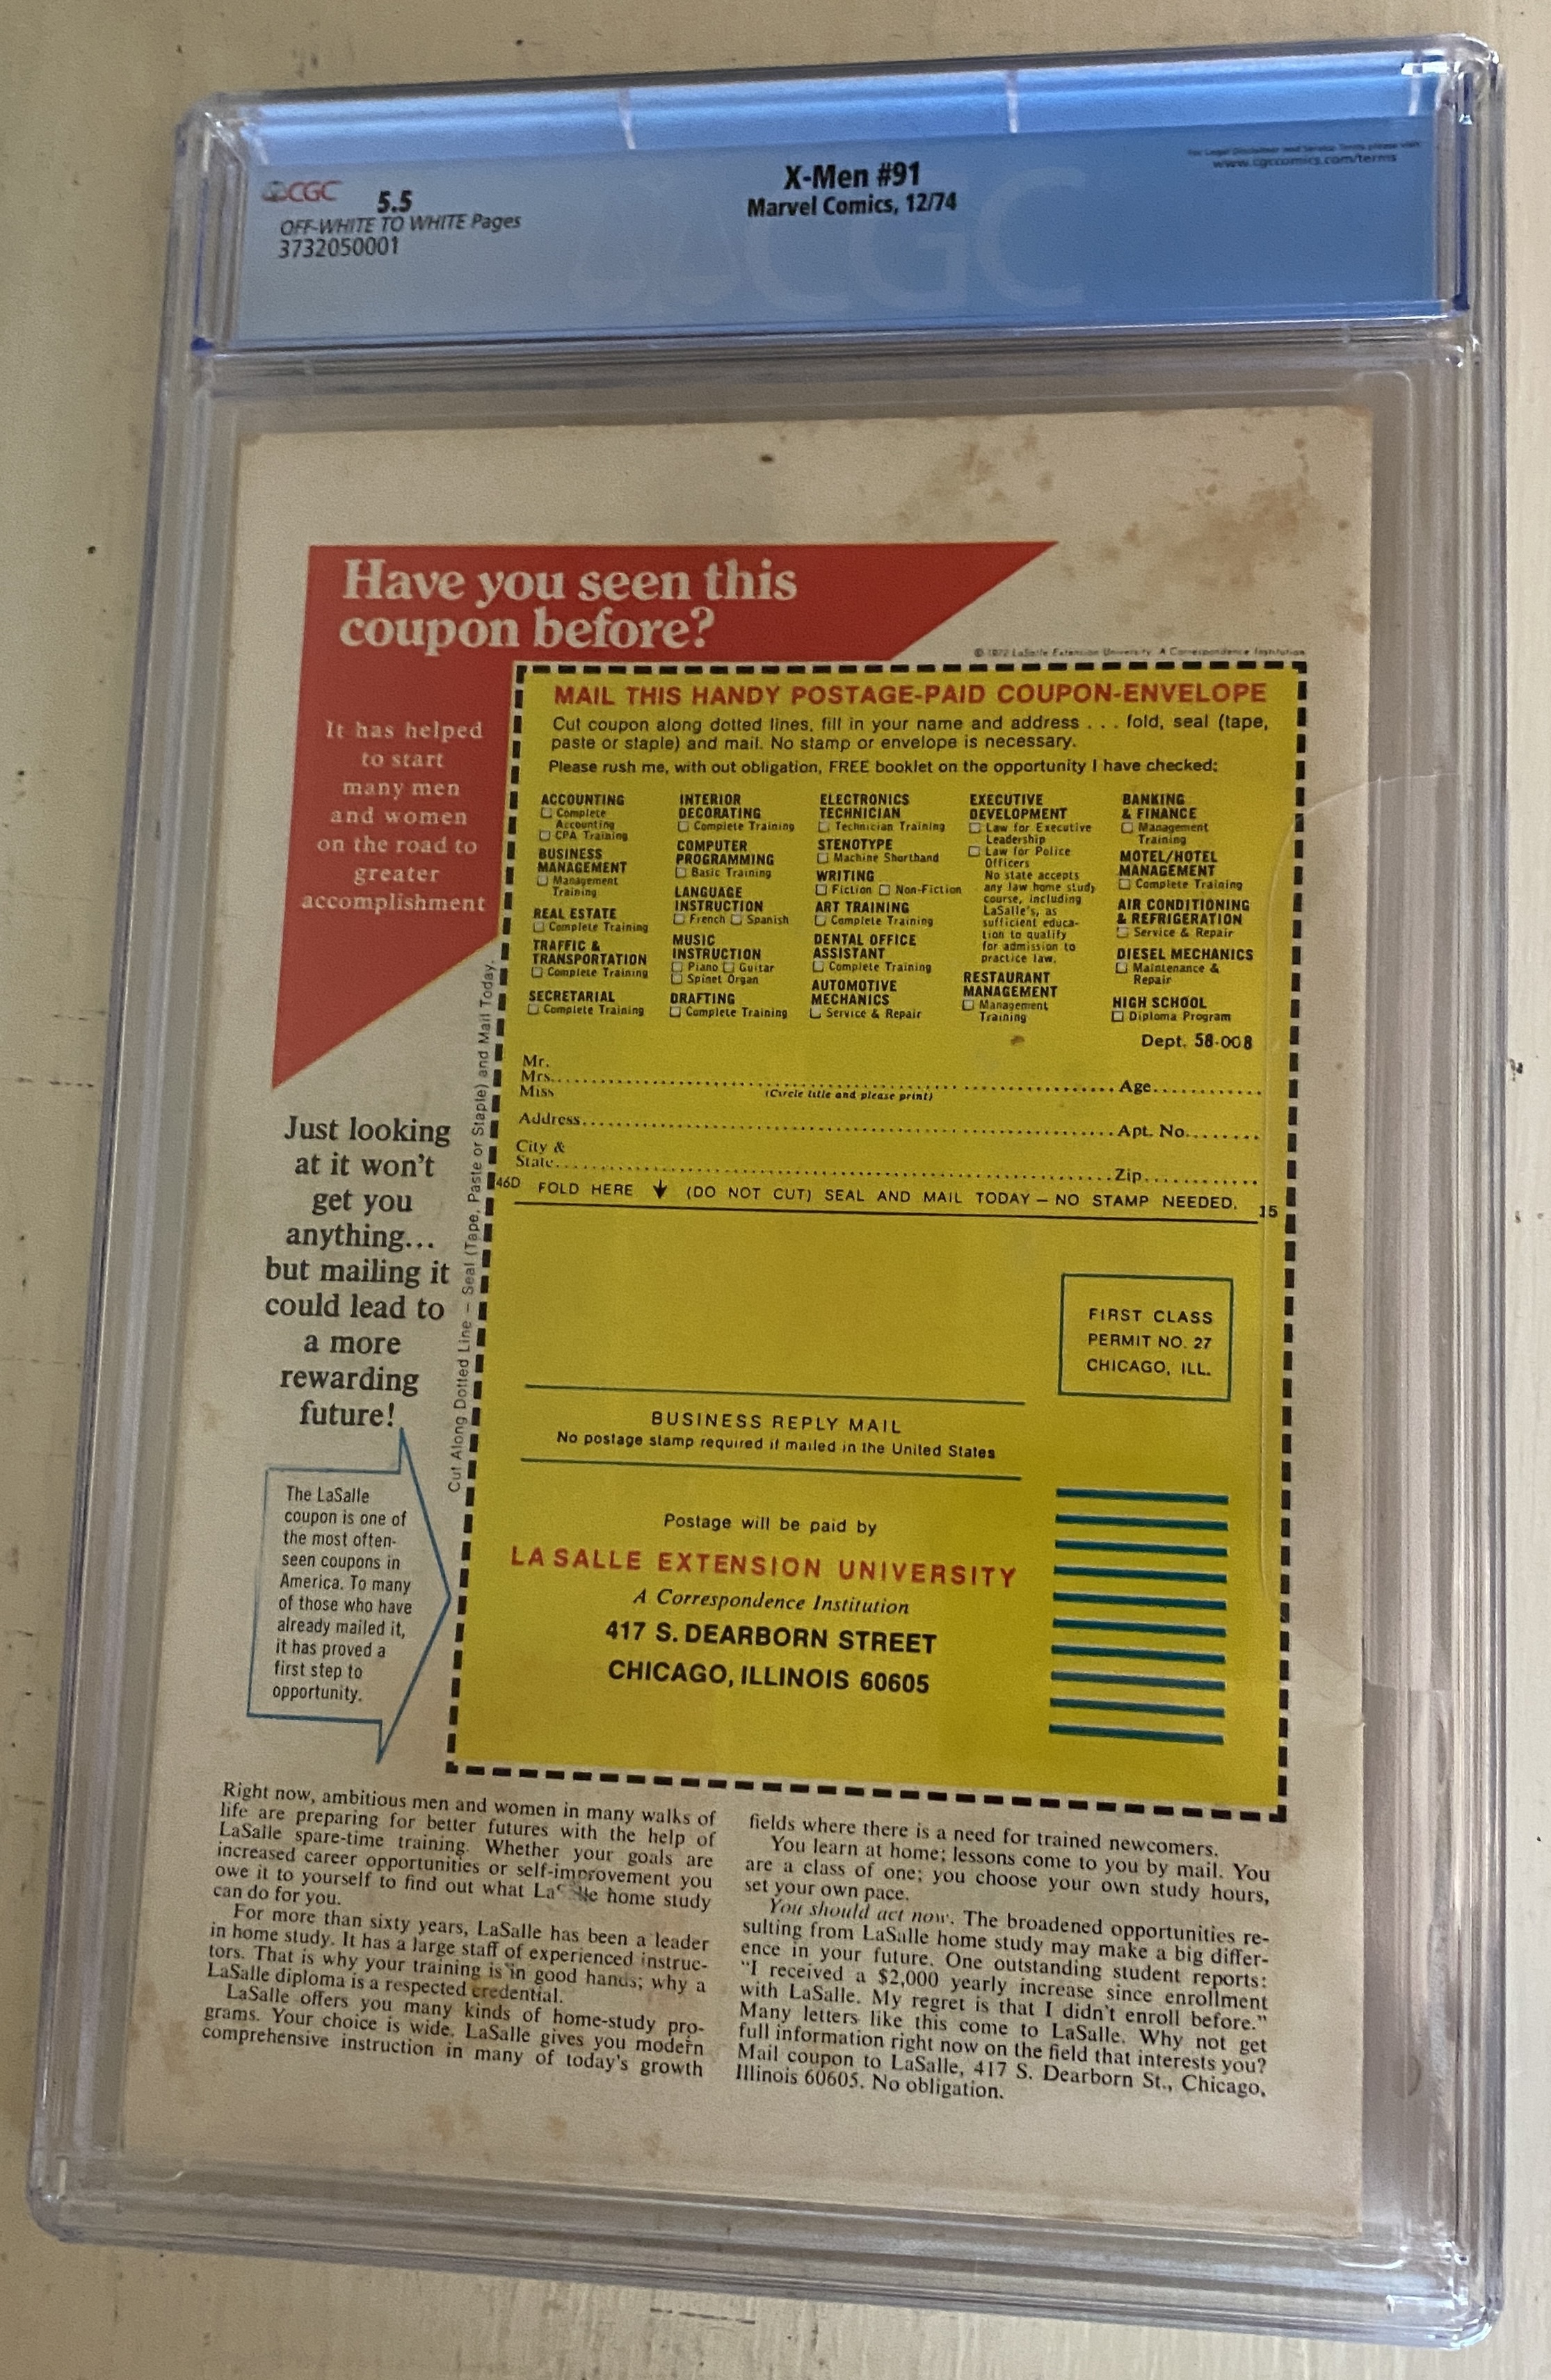 CGC
5.5
OFF-WHITE TO WHITE Pages
3732050001
X-Men #91
Marvel Comics, 12/74
For Legal Disclaimer and Service Terms please visit
www.cgccomics.com/terms
CGC
Have you seen this
coupon before?
© 1972 LaSalle Extension University. A Correspondence Institution
It has helped
to start
many men
and women
on the road to
greater
accomplishment
MAIL THIS HANDY POSTAGE-PAID COUPON-ENVELOPE
Cut coupon along dotted lines, fill in your name and address . . . fold, seal (tape,
paste or staple) and mail. No stamp or envelope is necessary.
Please rush me, with out obligation, FREE booklet on the opportunity I have checked:
ACCOUNTING
Complete
Accounting
CPA Training
BUSINESS
MANAGEMENT
Management
Training
REAL ESTATE
Complete Training
TRAFFIC &
TRANSPORTATION
Complete Training
SECRETARIAL
Complete Training
INTERIOR
DECORATING
Complete Training
COMPUTER
PROGRAMMING
Basic Training
LANGUAGE
INSTRUCTION
French Spanish
MUSIC
INSTRUCTION
Piano Guitar
Spinet Organ
DRAFTING
Complete Training
ELECTRONICS
TECHNICIAN
Technician Training
STENOTYPE
Machine Shorthand
WRITING
Fiction Non-Fiction
ART TRAINING
Complete Training
DENTAL OFFICE
ASSISTANT
Complete Training
AUTOMOTIVE
MECHANICS
Service & Repair
EXECUTIVE
DEVELOPMENT
Law for Executive
Leadership
Law for Police
Officers
No state accepts
any law home study
course, including
LaSalle's, as
sufficient educa-
tion to qualify
for admission to
practice law.
RESTAURANT
MANAGEMENT
Management
Training
BANKING
& FINANCE
Management
Training
MOTEL/HOTEL
MANAGEMENT
Complete Training
AIR CONDITIONING
& REFRIGERATION
Service & Repair
DIESEL MECHANICS
Maintenance &
Repair
HIGH SCHOOL
Diploma Program
Dept. 58-008
Mr.
Mrs. Age
Miss (Circle title and please print)
Address Apt. No.
City &
State Zip
46D FOLD HERE (DO NOT CUT) SEAL AND MAIL TODAY — NO STAMP NEEDED. 15
Cut Along Dotted Line — Seal (Tape, Paste or Staple) and Mail Today.
Just looking
at it won't
get you
anything...
but mailing it
could lead to
a more
rewarding
future!
The LaSalle
coupon is one of
the most often-
seen coupons in
America. To many
of those who have
already mailed it,
it has proved a
first step to
opportunity.
FIRST CLASS
PERMIT NO. 27
CHICAGO, ILL.
BUSINESS REPLY MAIL
No postage stamp required if mailed in the United States
Postage will be paid by
LA SALLE EXTENSION UNIVERSITY
A Correspondence Institution
417 S. DEARBORN STREET
CHICAGO, ILLINOIS 60605
Right now, ambitious men and women in many walks of
life are preparing for better futures with the help of
LaSalle spare-time training. Whether your goals are
increased career opportunities or self-improvement you
owe it to yourself to find out what LaSalle home study
can do for you.
For more than sixty years, LaSalle has been a leader
in home study. It has a large staff of experienced instruc-
tors. That is why your training is in good hands; why a
LaSalle diploma is a respected credential.
LaSalle offers you many kinds of home-study pro-
grams. Your choice is wide. LaSalle gives you modern
comprehensive instruction in many of today's growth
fields where there is a need for trained newcomers.
You learn at home; lessons come to you by mail. You
are a class of one; you choose your own study hours,
set your own pace.
You should act now. The broadened opportunities re-
sulting from LaSalle home study may make a big differ-
ence in your future. One outstanding student reports:
"I received a $2,000 yearly increase since enrollment
with LaSalle. My regret is that I didn't enroll before."
Many letters like this come to LaSalle. Why not get
full information right now on the field that interests you?
Mail coupon to LaSalle, 417 S. Dearborn St., Chicago,
Illinois 60605. No obligation.